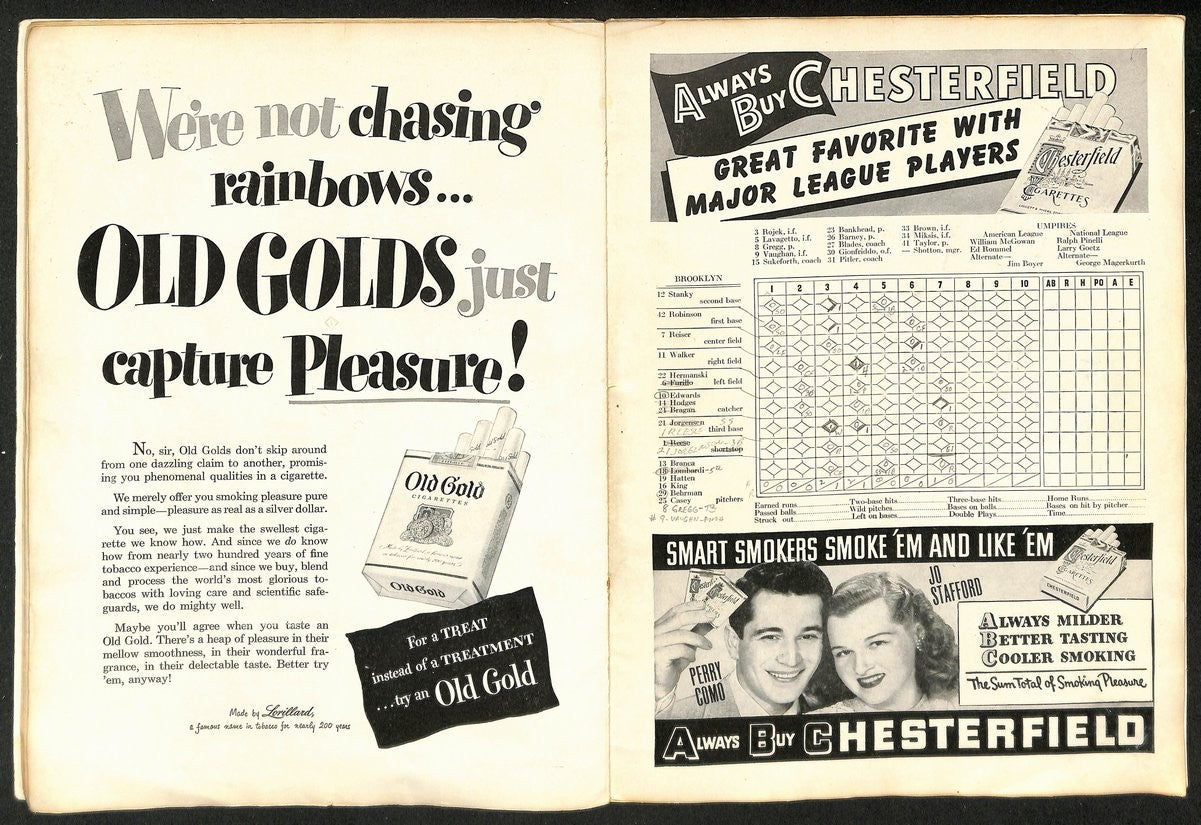 We're not chasing
rainbows...
OLD GOLDS just
capture Pleasure!
No, sir, Old Golds don't skip around
from one dazzling claim to another, promis-
ing you phenomenal qualities in a cigarette.
We merely offer you smoking pleasure pure
and simple—pleasure as real as a silver dollar.
You see, we just make the swellest ciga-
rette we know how. And since we do know
how from nearly two hundred years of fine
tobacco experience—and since we buy, blend
and process the world's most glorious to-
baccos with loving care and scientific safe-
guards, we do mighty well.
Maybe you'll agree when you taste an
Old Gold. There's a heap of pleasure in their
mellow smoothness, in their wonderful fra-
grance, in their delectable taste. Better try
'em, anyway!
Made by Lorillard,
a famous name in tobacco for nearly 200 years
Old Gold
CIGARETTES
Old Gold
For a TREAT
instead of a TREATMENT
...try an Old Gold
ALWAYS
BUY CHESTERFIELD
GREAT FAVORITE WITH
MAJOR LEAGUE PLAYERS
Chesterfield
CIGARETTES
3 Rojek, i.f.
5 Lavagetto, i.f.
8 Gregg, p.
9 Vaughan, i.f.
15 Sukeforth, coach
23 Bankhead, p.
26 Barney, p.
27 Blades, coach
30 Gionfriddo, o.f.
31 Pitler, coach
33 Brown, i.f.
34 Miksis, i.f.
41 Taylor, p.
— Shotton, mgr.
UMPIRES
American League
William McGowan
Ed Rommel
Alternate—
Jim Boyer
National League
Ralph Pinelli
Larry Goetz
Alternate—
George Magerkurth
BROOKLYN
1 2 3 4 5 6 7 8 9 10 AB R H PO A E
12 Stanky
second base
42 Robinson
first base
7 Reiser
center field
11 Walker
right field
22 Hermanski
6 Furillo left field
10 Edwards
14 Hodges
24 Bragan catcher
21 Jorgensen
third base
1 REESE
1 Reese
shortstop
13 Branca
18 Lombardi
19 Hatten
16 King
29 Behrman
25 Casey pitchers
8 GREGG-
Earned runs
Passed balls
Struck out
Two-base hits
Wild pitches
Left on bases
Three-base hits
Bases on balls
Double Plays
Home Runs
Bases on hit by pitcher
Time
SMART SMOKERS SMOKE 'EM AND LIKE 'EM
Chesterfield
CIGARETTES
CHESTERFIELD
JO
STAFFORD
PERRY
COMO
ALWAYS MILDER
BETTER TASTING
COOLER SMOKING
The Sum Total of Smoking Pleasure
ALWAYS BUY CHESTERFIELD